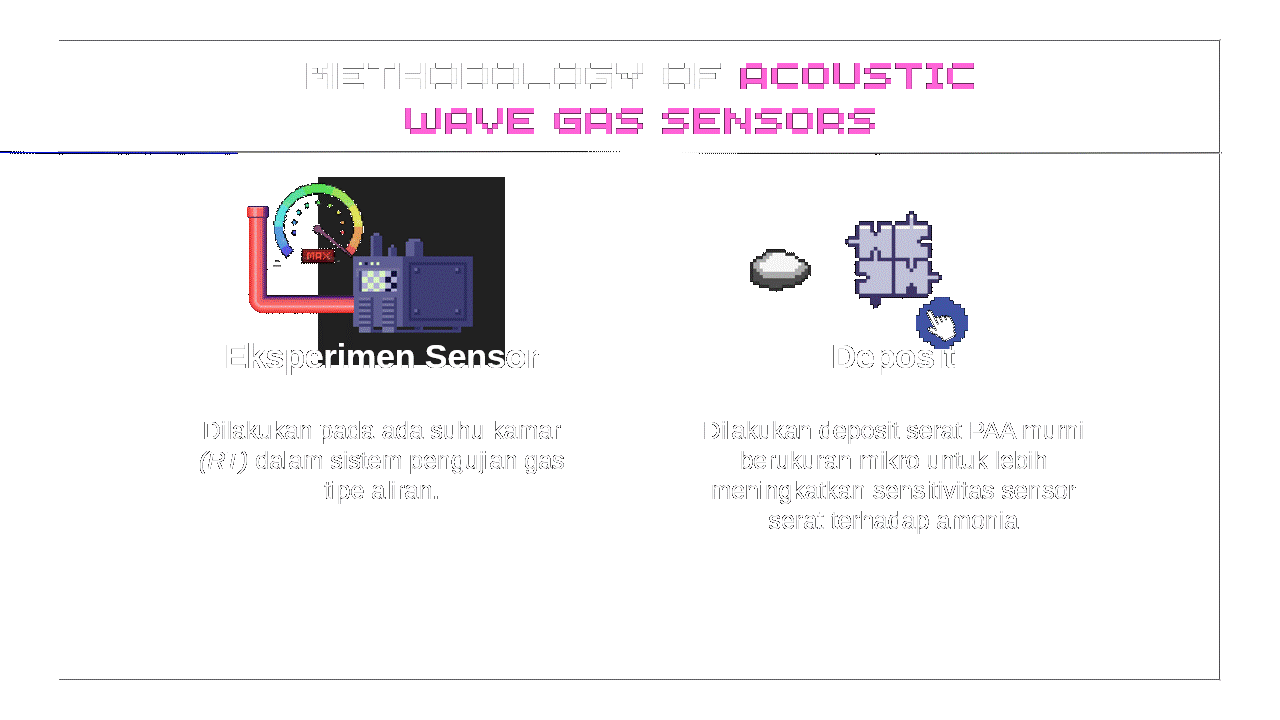 METHODOLOGY OF ACOUSTIC
WAVE GAS SENSORS
MAX
Eksperimen Sensor
Dilakukan pada ada suhu kamar
(RT) dalam sistem pengujian gas
tipe aliran.
Deposit
Dilakukan deposit serat PAA murni
berukuran mikro untuk lebih
meningkatkan sensitivitas sensor
serat terhadap amonia